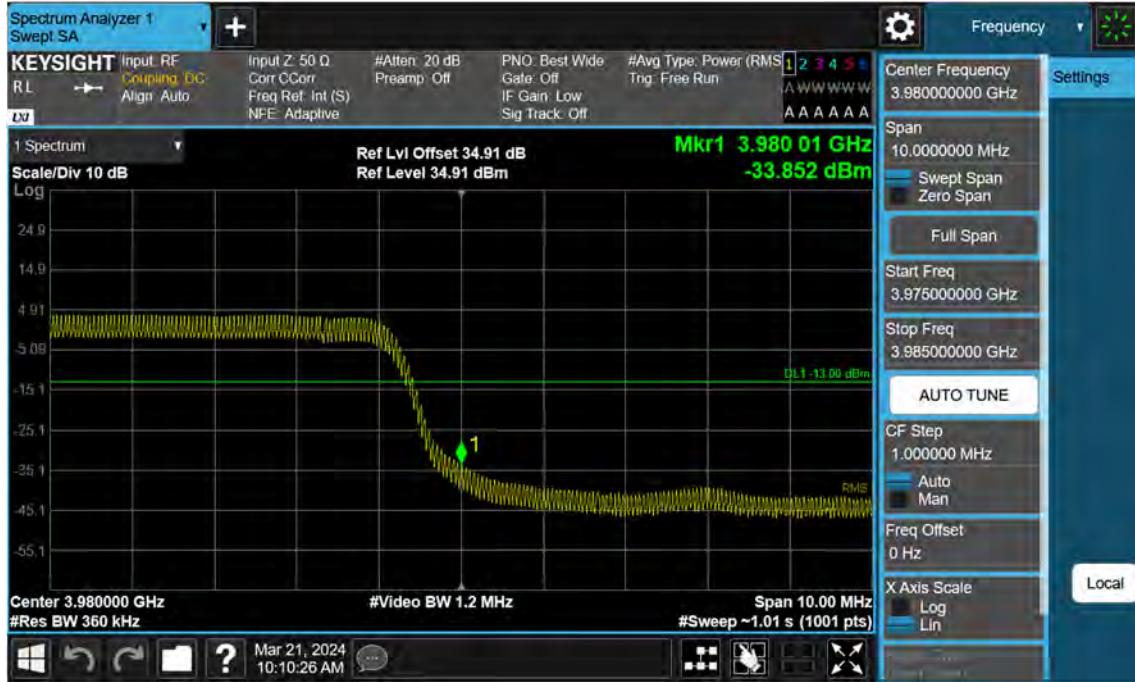 Spectrum Analyzer 1
Swept SA
+
Frequency
KEYSIGHT
RL
LXI
Input: RF
Coupling: DC
Align: Auto
Input Z: 50 Ω
Corr CCorr
Freq Ref: Int (S)
NFE: Adaptive
#Atten: 20 dB
Preamp: Off
PNO: Best Wide
Gate: Off
IF Gain: Low
Sig Track: Off
#Avg Type: Power (RMS
Trig: Free Run
1 2 3 4 5 6
A W W W W W
A A A A A A
1 Spectrum
Scale/Div 10 dB
Log
Ref Lvl Offset 34.91 dB
Ref Level 34.91 dBm
Mkr1 3.980 01 GHz
-33.852 dBm
24.9
14.9
4.91
-5.09
-15.1
-25.1
-35.1
-45.1
-55.1
DL1 -13.00 dBm
1
RMS
Center 3.980000 GHz
#Res BW 360 kHz
#Video BW 1.2 MHz
Span 10.00 MHz
#Sweep ~1.01 s (1001 pts)
?
Mar 21, 2024
10:10:26 AM
Center Frequency
3.980000000 GHz
Span
10.0000000 MHz
Swept Span
Zero Span
Full Span
Start Freq
3.975000000 GHz
Stop Freq
3.985000000 GHz
AUTO TUNE
CF Step
1.000000 MHz
Auto
Man
Freq Offset
0 Hz
X Axis Scale
Log
Lin
Settings
Local